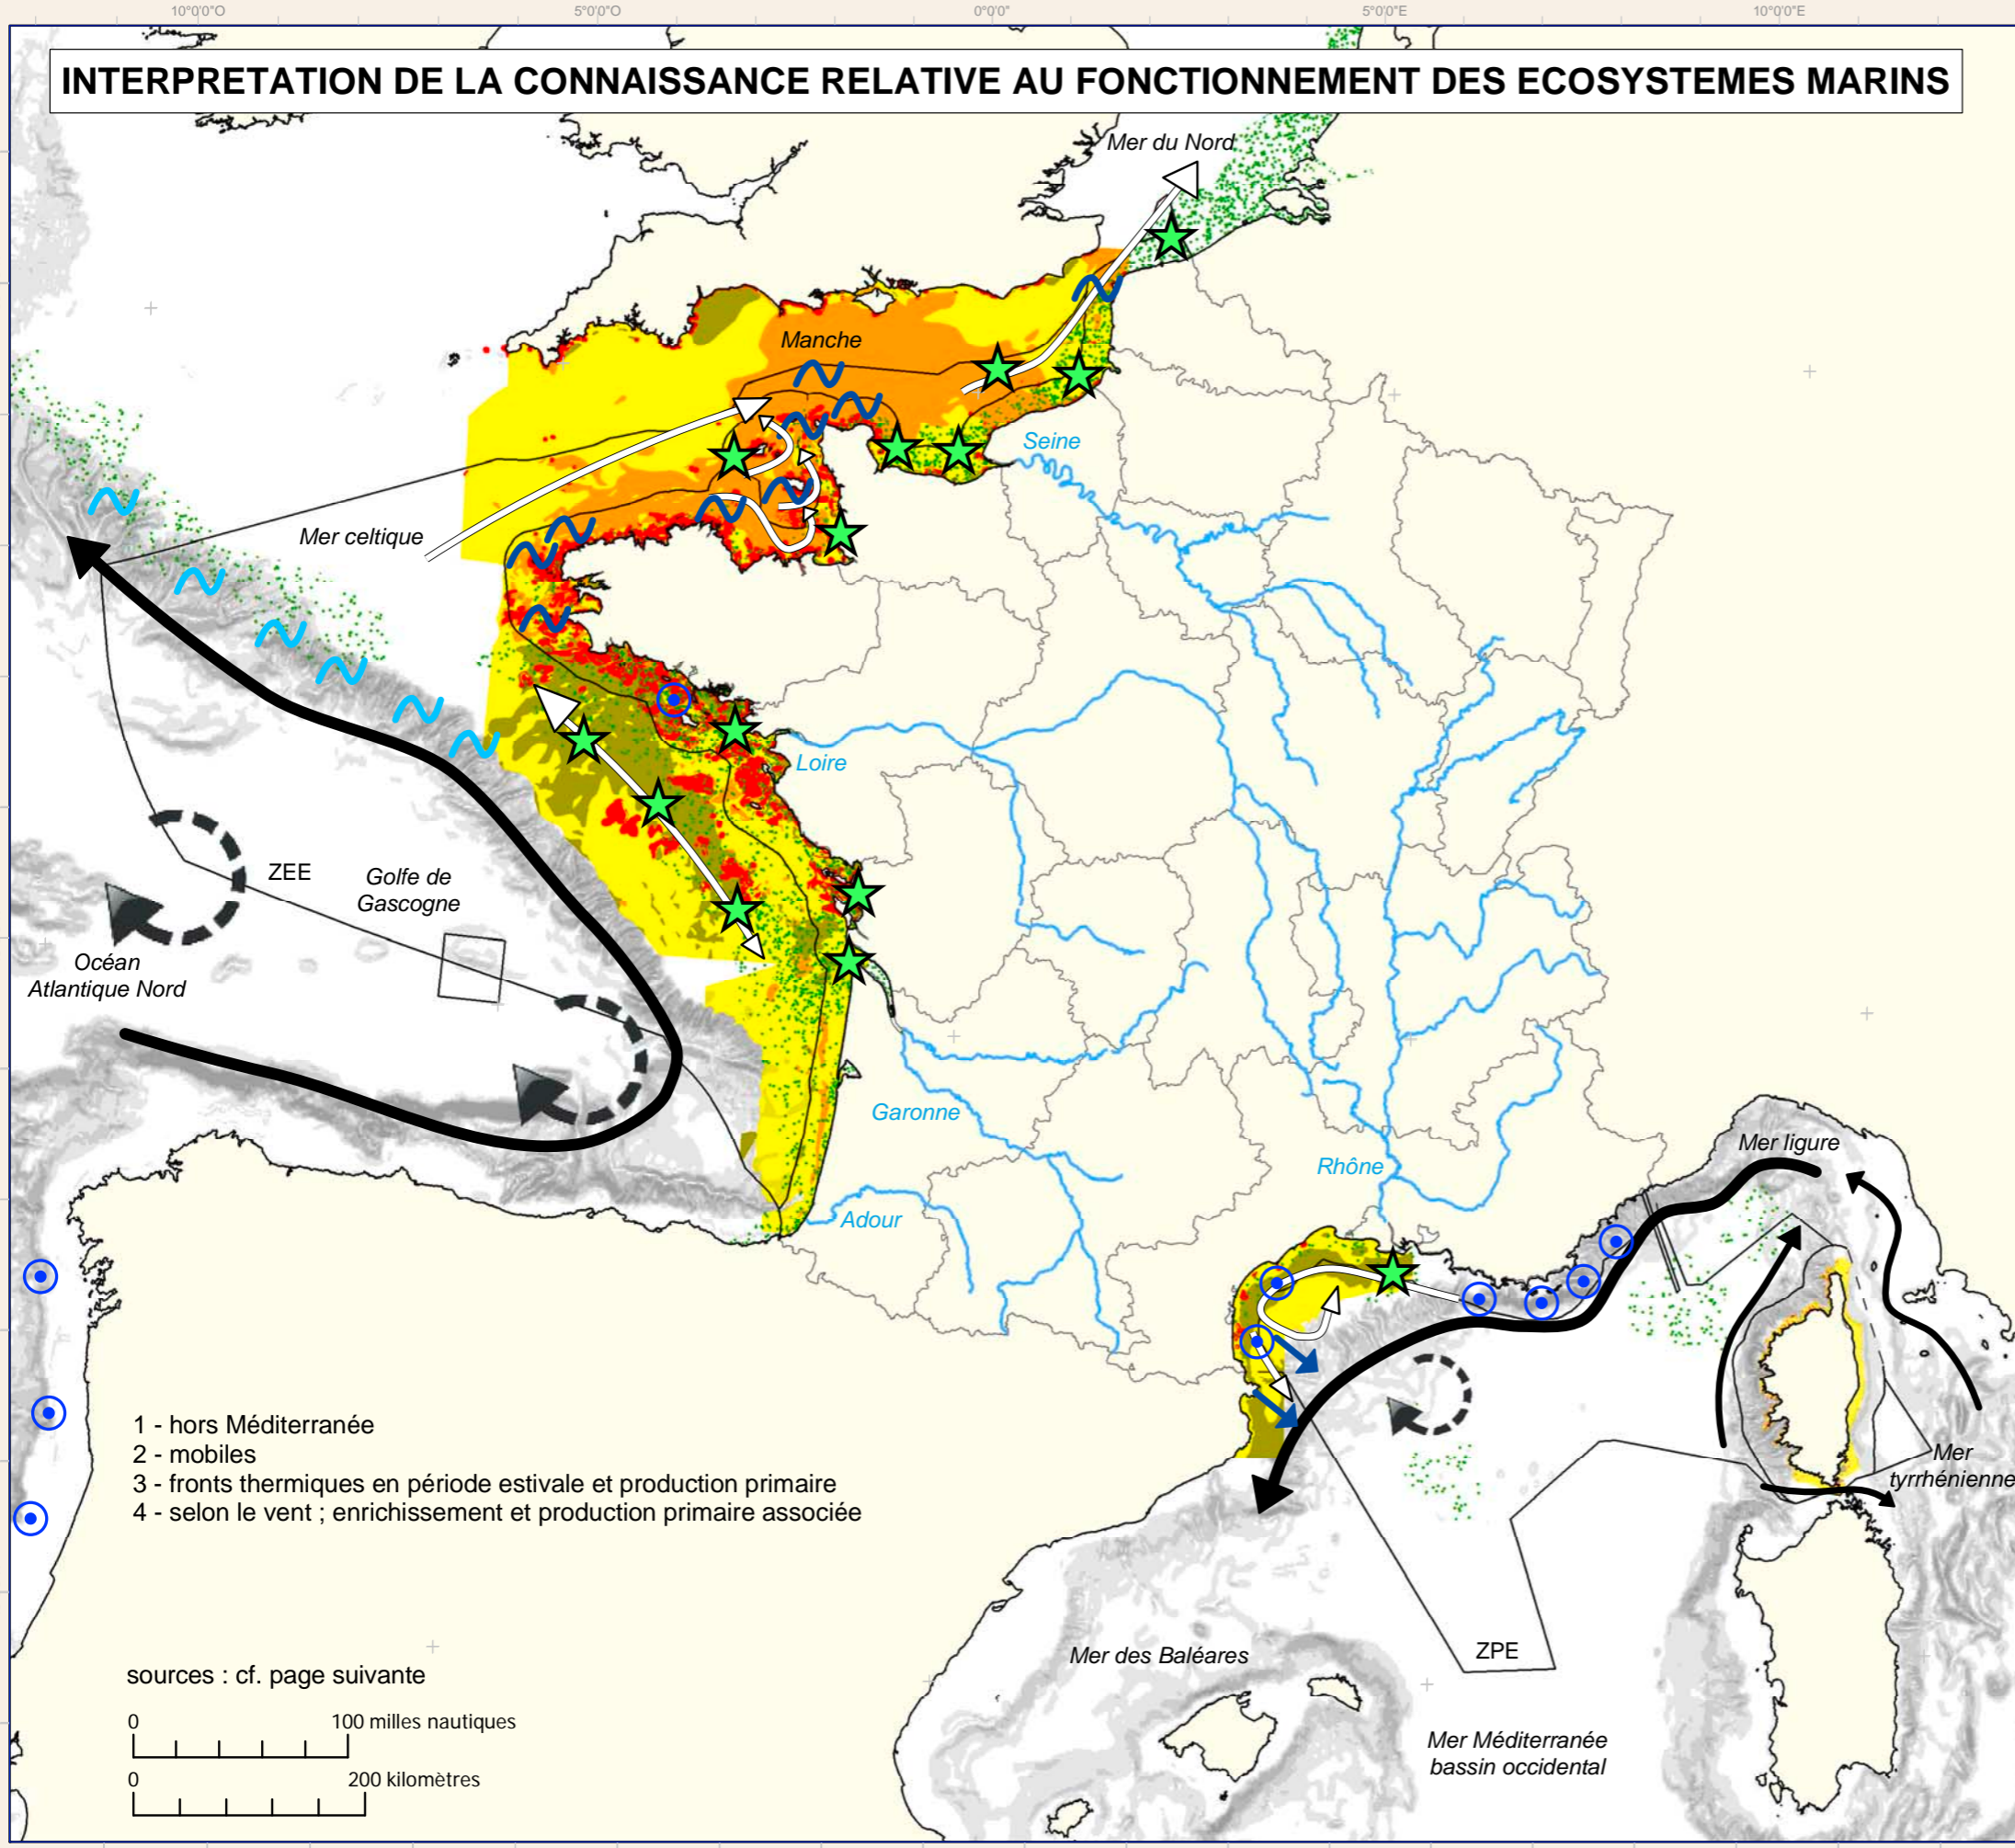 10°0'0"O
5°0'0"O
0°0'0"
5°0'0"E
10°0'0"E
INTERPRETATION DE LA CONNAISSANCE RELATIVE AU FONCTIONNEMENT DES ECOSYSTEMES MARINS
Mer du Nord
Manche
Seine
Mer celtique
Loire
ZEE
Golfe de
Gascogne
Océan
Atlantique Nord
Garonne
Rhône
Mer ligure
Adour
1 - hors Méditerranée
2 - mobiles
3 - fronts thermiques en période estivale et production primaire
4 - selon le vent ; enrichissement et production primaire associée
Mer
tyrrhénienne
sources : cf. page suivante
Mer des Baléares
ZPE
0 100 milles nautiques
0 200 kilomètres
Mer Méditerranée
bassin occidental